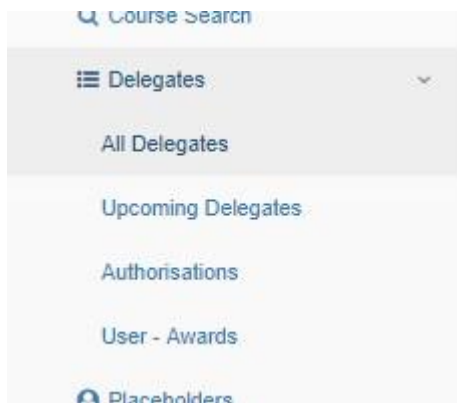 Course Search
Delegates
All Delegates
Upcoming Delegates
Authorisations
User - Awards
Placeholders